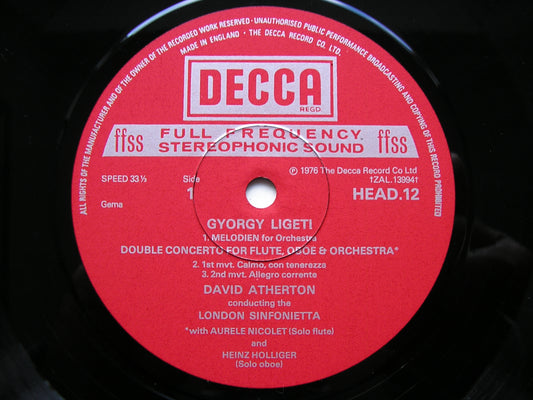 ALL RIGHTS OF THE MANUFACTURER AND OF THE OWNER OF THE RECORDED WORK RESERVED · UNAUTHORISED PUBLIC PERFORMANCE BROADCASTING AND COPYING OF THIS RECORD PROHIBITED
MADE IN ENGLAND · THE DECCA RECORD CO. LTD.
DECCA
REGD.
ffss FULL FREQUENCY ffss
STEREOPHONIC SOUND
SPEED 33⅓ Side ℗ 1976 The Decca Record Co Ltd
†ZAL.13994†
1 HEAD.12
Gema
GYORGY LIGETI
1. MELODIEN for Orchestra
DOUBLE CONCERTO FOR FLUTE, OBOE & ORCHESTRA*
2. 1st mvt. Calmo, con tenerezza
3. 2nd mvt. Allegro corrente
DAVID ATHERTON
conducting the
LONDON SINFONIETTA
*with AURELE NICOLET (Solo flute)
and
HEINZ HOLLIGER
(Solo oboe)